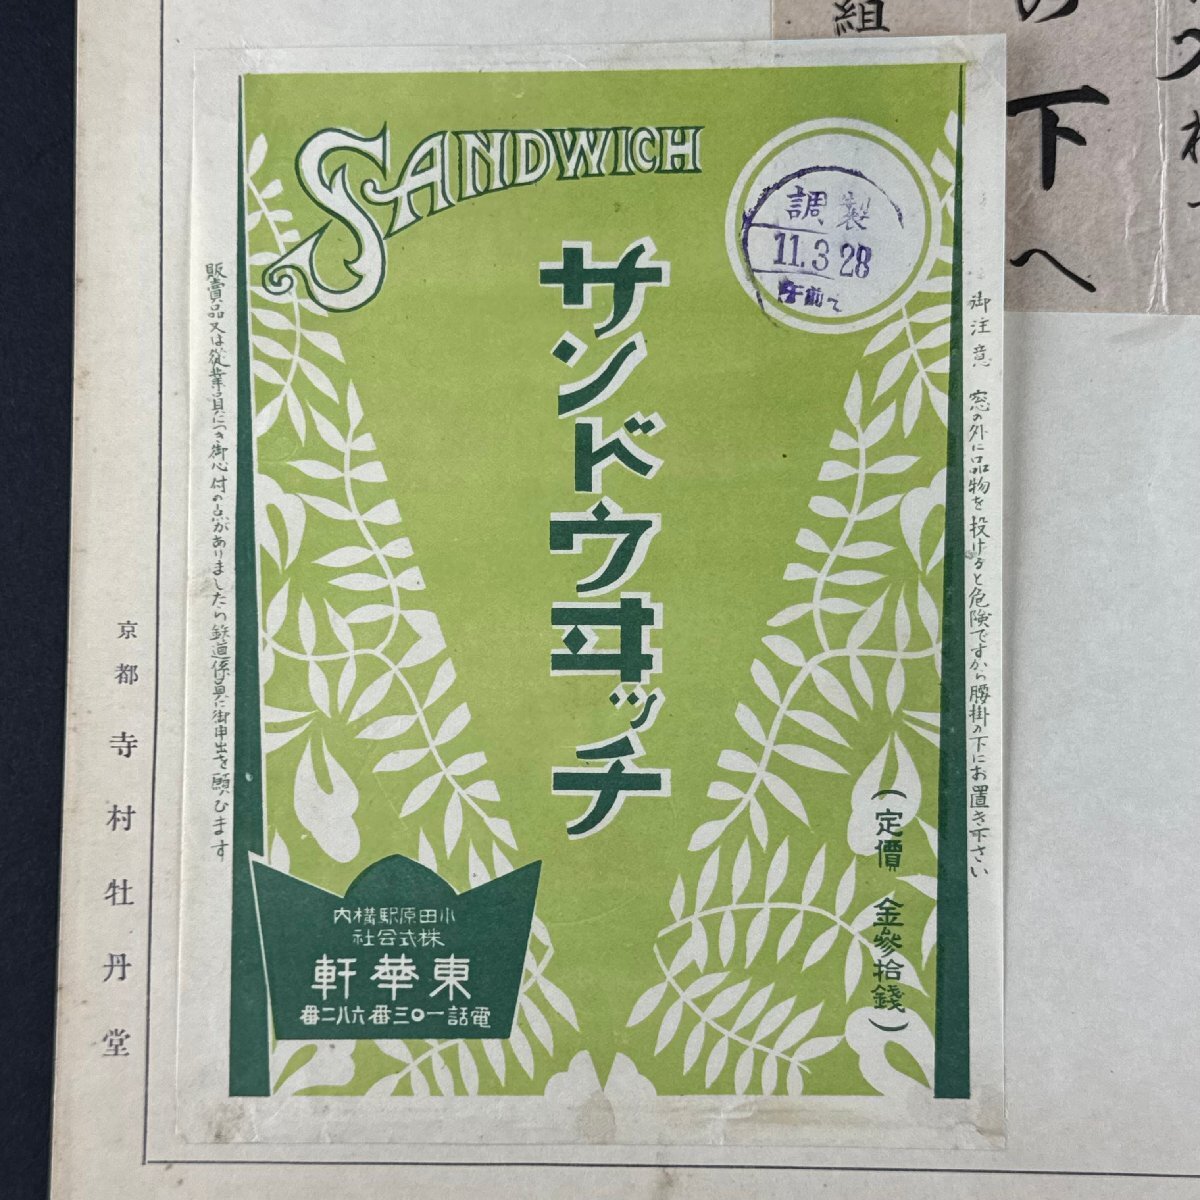 SANDWICH
サンドウヰッチ
調製
11.3.28
午前
御注意 窓の外に品物を投げると危険ですから腰掛の下にお置き下さい
(定價 金參拾錢)
販賣品又は從業員につき御心付の点がありましたら鉄道係員に御申出を願ひます
小田原駅構内
株式会社
東華軒
電話一〇三番六八二番
京都寺村牡丹堂
組
の下へ